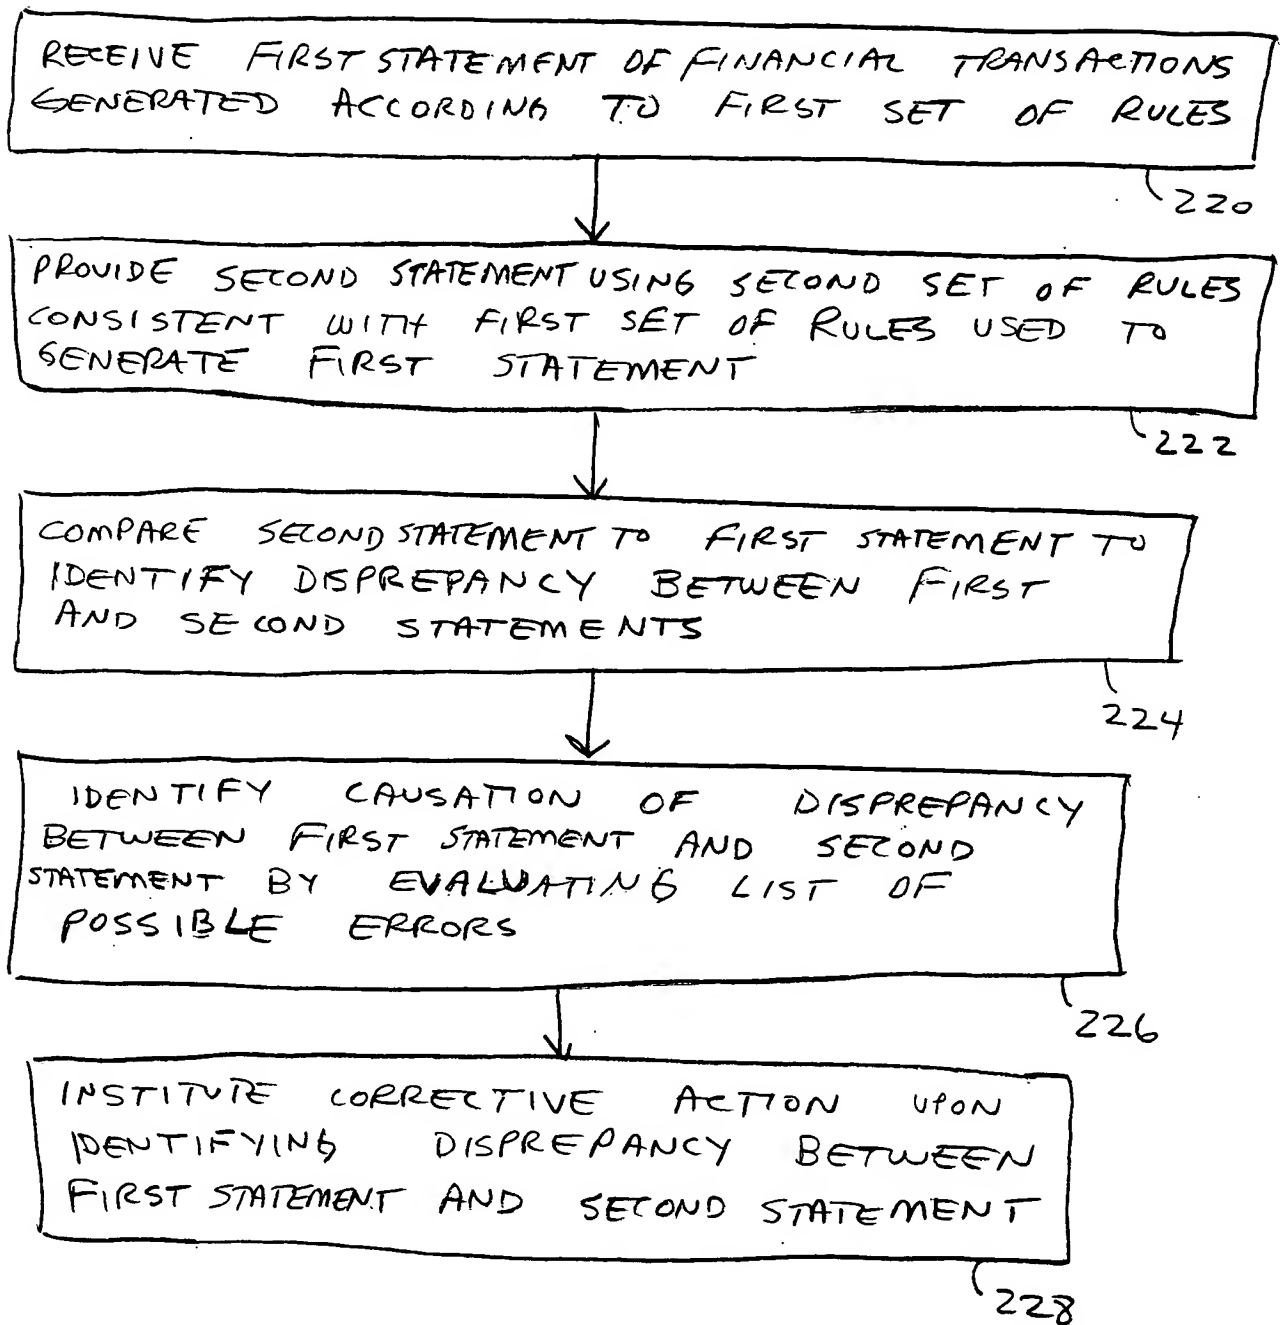 RECEIVE FIRST STATEMENT OF FINANCIAL TRANSACTIONS
GENERATED ACCORDING TO FIRST SET OF RULES
220
PROVIDE SECOND STATEMENT USING SECOND SET OF RULES
CONSISTENT WITH FIRST SET OF RULES USED TO
GENERATE FIRST STATEMENT
222
COMPARE SECOND STATEMENT TO FIRST STATEMENT TO
IDENTIFY DISPREPANCY BETWEEN FIRST
AND SECOND STATEMENTS
224
IDENTIFY CAUSATION OF DISPREPANCY
BETWEEN FIRST STATEMENT AND SECOND
STATEMENT BY EVALUATING LIST OF
POSSIBLE ERRORS
226
INSTITUTE CORRECTIVE ACTION UPON
IDENTIFYING DISPREPANCY BETWEEN
FIRST STATEMENT AND SECOND STATEMENT
228